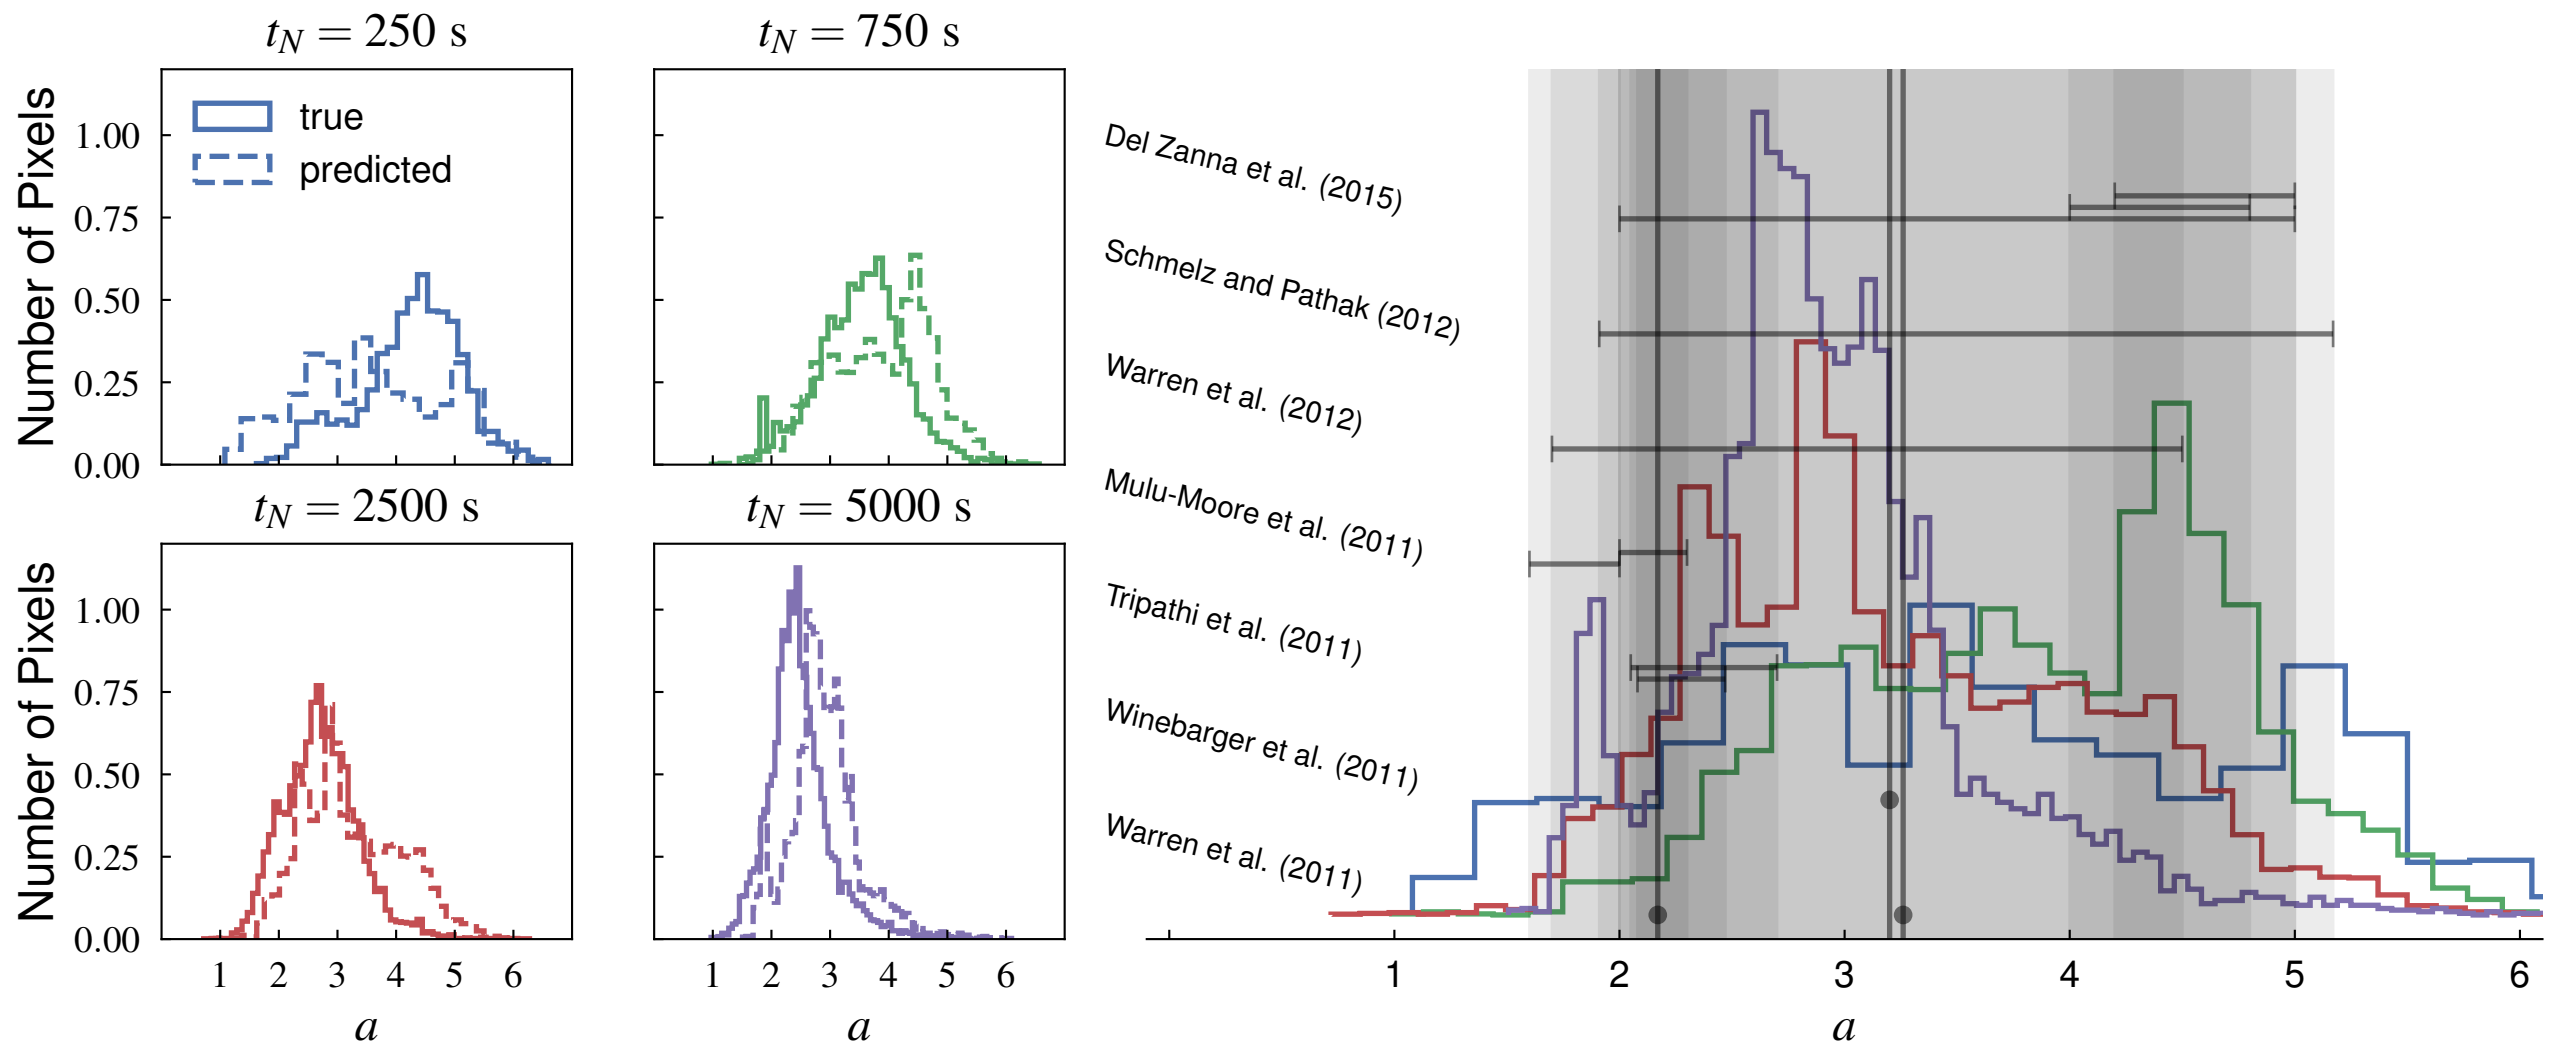 t_N = 250 s
t_N = 750 s
Number of Pixels
1.00
0.75
0.50
0.25
0.00
true
predicted
t_N = 2500 s
t_N = 5000 s
Number of Pixels
1.00
0.75
0.50
0.25
0.00
1 2 3 4 5 6
a
1 2 3 4 5 6
a
Del Zanna et al. (2015)
Schmelz and Pathak (2012)
Warren et al. (2012)
Mulu-Moore et al. (2011)
Tripathi et al. (2011)
Winebarger et al. (2011)
Warren et al. (2011)
1 2 3 4 5 6
a